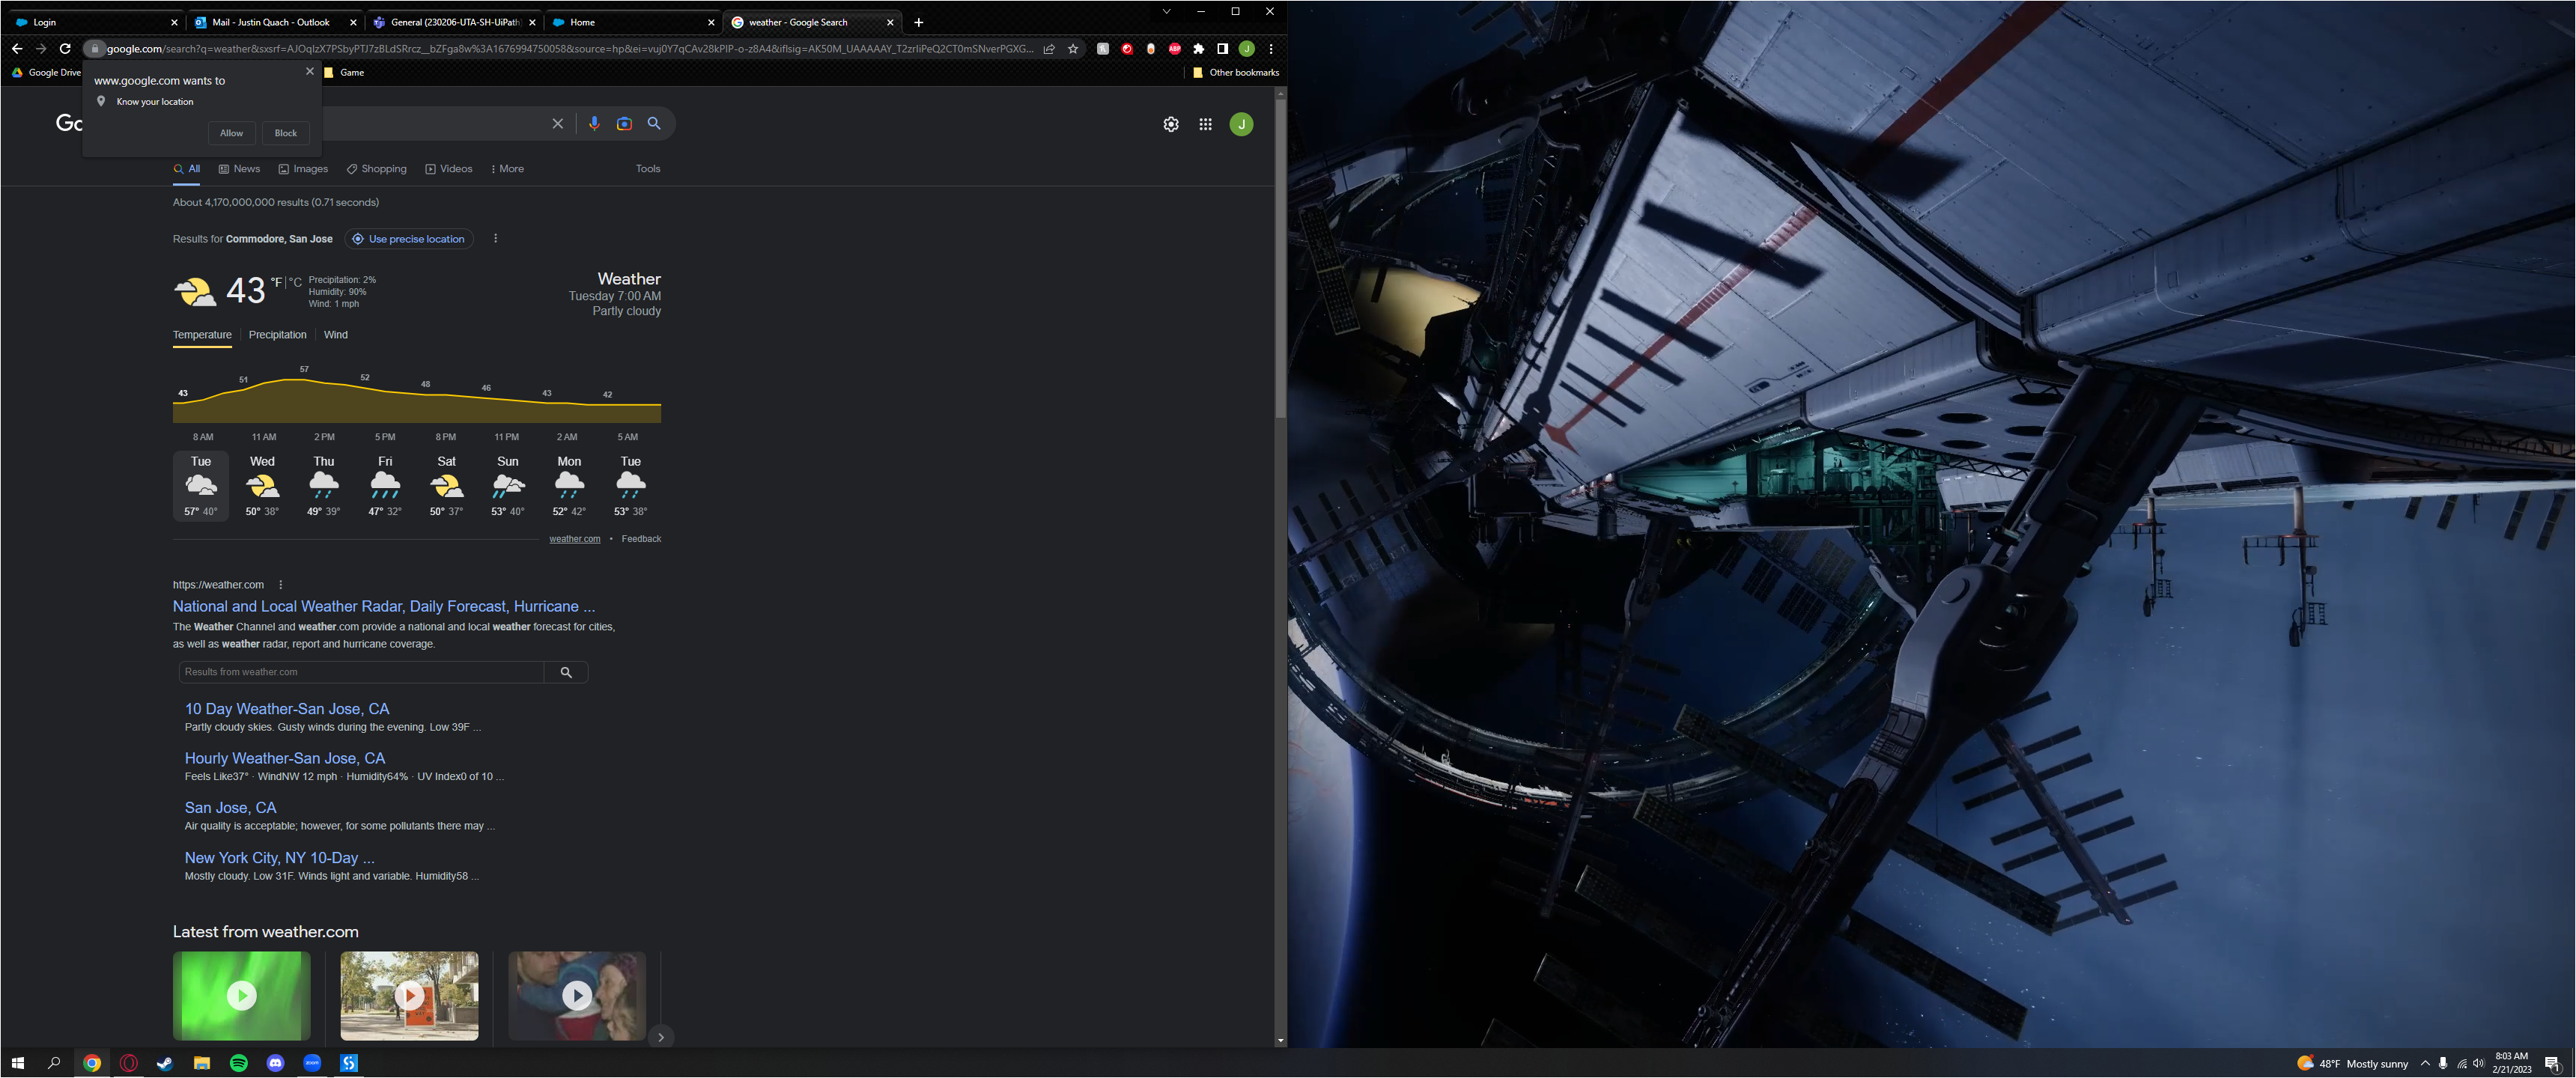 Login
Mail - Justin Quach - Outlook
General (230206-UTA-SH-UiPath
Home
weather - Google Search
google.com/search?q=weather&sxsrf=AJOqlzX7PSbyPTJ7zBLdSRrcz__bZFga8w%3A1676994750058&source=hp&ei=vuj0Y7qCAv28kPIP-o-z8A4&iflsig=AK50M_UAAAAAY_T2zrIiPeQ2CT0mSNverPGXG...
Google Drive
Game
Other bookmarks
www.google.com wants to
Know your location
Allow Block
Go
J
All News Images Shopping Videos More Tools
About 4,170,000,000 results (0.71 seconds)
Results for Commodore, San Jose Use precise location
43 °F | °C
Precipitation: 2%
Humidity: 90%
Wind: 1 mph
Weather
Tuesday 7:00 AM
Partly cloudy
Temperature Precipitation Wind
43 51 57 52 48 46 43 42
8 AM 11 AM 2 PM 5 PM 8 PM 11 PM 2 AM 5 AM
Tue Wed Thu Fri Sat Sun Mon Tue
57° 40° 50° 38° 49° 39° 47° 32° 50° 37° 53° 40° 52° 42° 53° 38°
weather.com • Feedback
https://weather.com
National and Local Weather Radar, Daily Forecast, Hurricane ...
The Weather Channel and weather.com provide a national and local weather forecast for cities,
as well as weather radar, report and hurricane coverage.
Results from weather.com
10 Day Weather-San Jose, CA
Partly cloudy skies. Gusty winds during the evening. Low 39F ...
Hourly Weather-San Jose, CA
Feels Like37° · WindNW 12 mph · Humidity64% · UV Index0 of 10 ...
San Jose, CA
Air quality is acceptable; however, for some pollutants there may ...
New York City, NY 10-Day ...
Mostly cloudy. Low 31F. Winds light and variable. Humidity58 ...
Latest from weather.com
zoom
48°F Mostly sunny
8:03 AM
2/21/2023
1